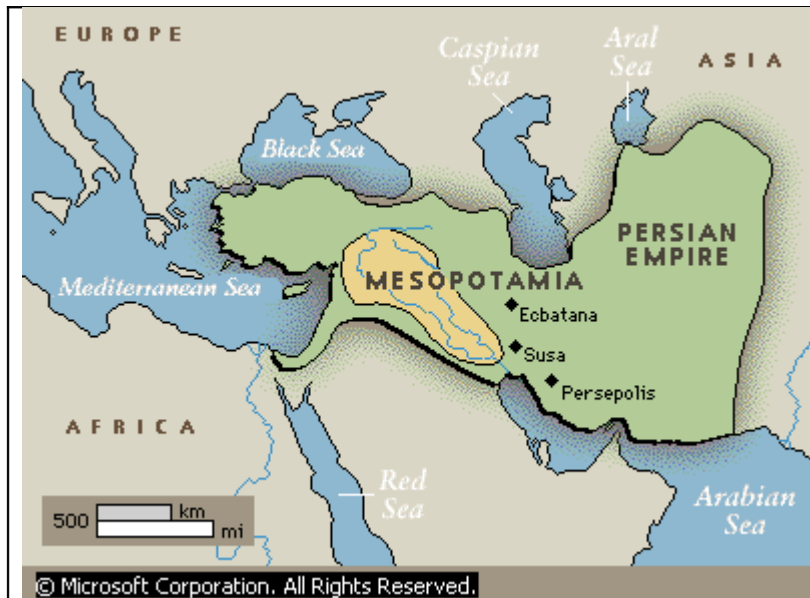 EUROPE
Caspian
Sea
Aral
Sea
ASIA
Black Sea
PERSIAN
EMPIRE
MESOPOTAMIA
Mediterranean Sea
Ecbatana
Susa
Persepolis
AFRICA
Red
Sea
Arabian
Sea
500
km
mi
© Microsoft Corporation. All Rights Reserved.